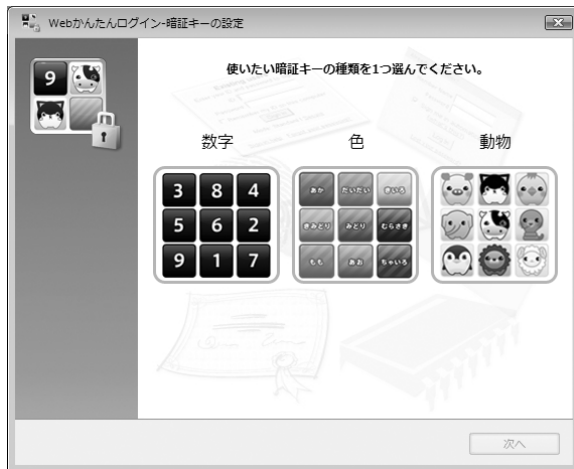 Webかんたんログイン-暗証キーの設定
使いたい暗証キーの種類を1つ選んでください。
9
数字
色
動物
3 8 4
5 6 2
9 1 7
あか だいだい きいろ
きみどり みどり むらさき
もも あお ちゃいろ
次へ